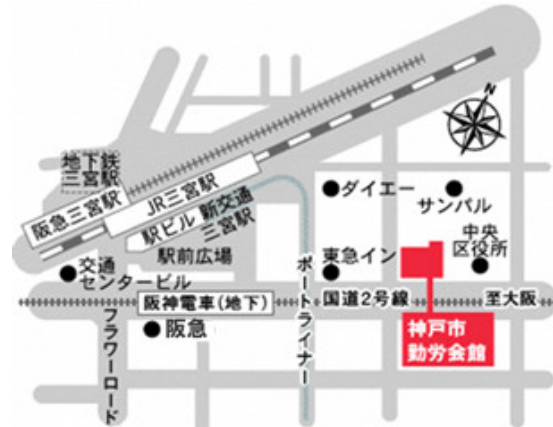 N
地下鉄
三宮駅
阪急三宮駅
JR三宮駅
駅ビル
新交通
三宮駅
駅前広場
ダイエー
サンパル
中央
区役所
東急イン
交通
センタービル
阪神電車(地下)
国道2号線
至大阪
阪急
フラワーロード
ポートライナー
神戸市
勤労会館